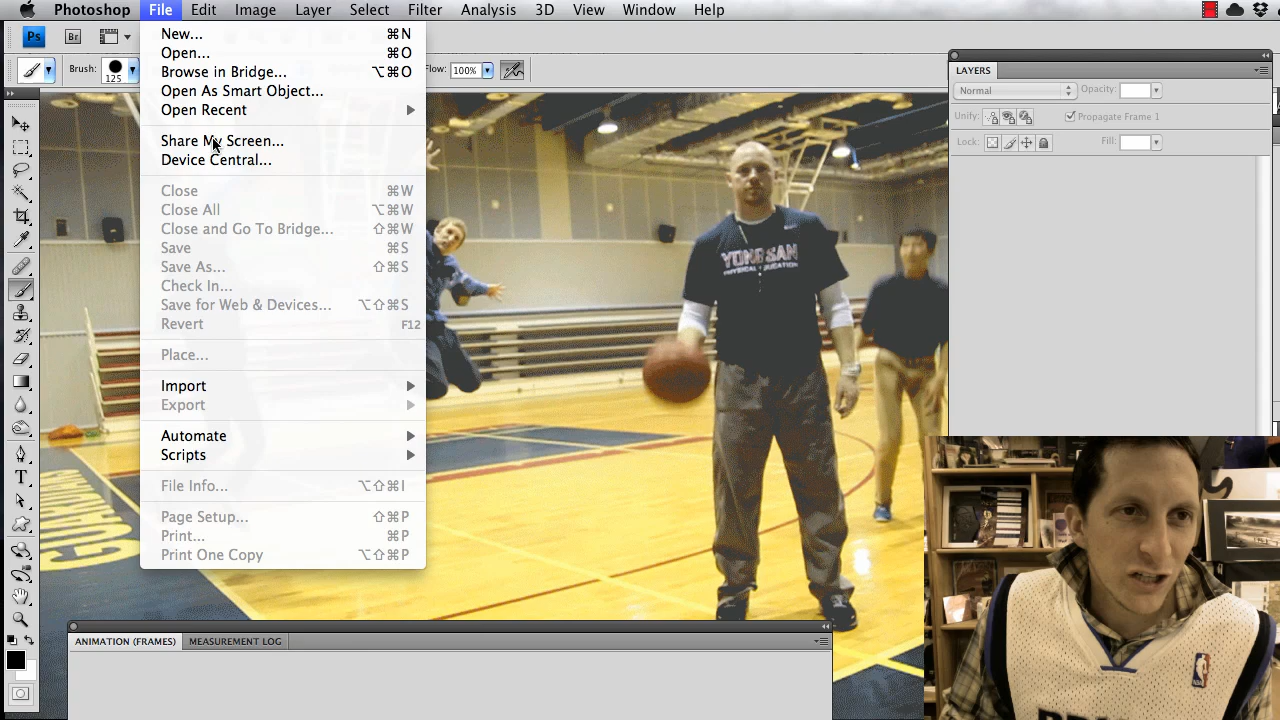 Photoshop File Edit Image Layer Select Filter Analysis 3D View Window Help
Ps Br
Brush: 125 Flow: 100%
New... ⌘N
Open... ⌘O
Browse in Bridge... ⌥⌘O
Open As Smart Object...
Open Recent
Share My Screen...
Device Central...
Close ⌘W
Close All ⌥⌘W
Close and Go To Bridge... ⇧⌘W
Save ⌘S
Save As... ⇧⌘S
Check In...
Save for Web & Devices... ⌥⇧⌘S
Revert F12
Place...
Import
Export
Automate
Scripts
File Info... ⌥⇧⌘I
Page Setup... ⇧⌘P
Print... ⌘P
Print One Copy ⌥⇧⌘P
LAYERS
Normal Opacity:
Unify: Propagate Frame 1
Lock: Fill:
YONGSAN
PHYSICAL EDUCATION
ANIMATION (FRAMES) MEASUREMENT LOG
NBA